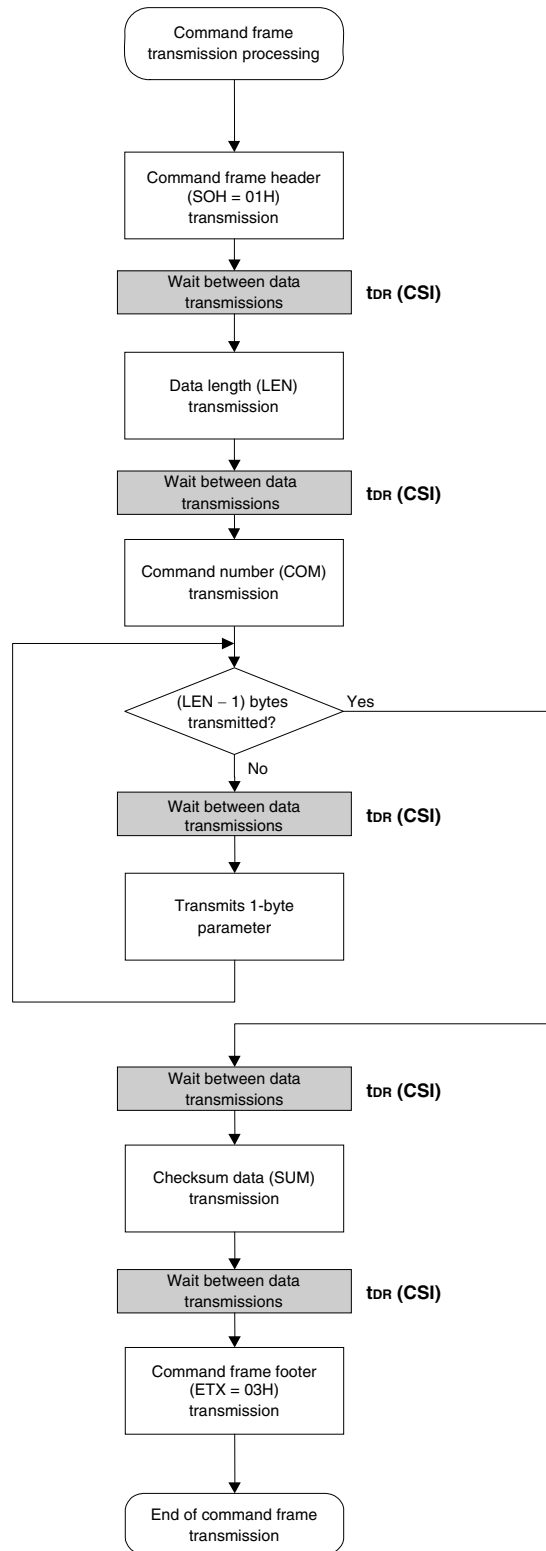 Command frame
transmission processing
Command frame header
(SOH = 01H)
transmission
Wait between data
transmissions
tDR (CSI)
Data length (LEN)
transmission
Wait between data
transmissions
tDR (CSI)
Command number (COM)
transmission
(LEN – 1) bytes
transmitted?
Yes
No
Wait between data
transmissions
tDR (CSI)
Transmits 1-byte
parameter
Wait between data
transmissions
tDR (CSI)
Checksum data (SUM)
transmission
Wait between data
transmissions
tDR (CSI)
Command frame footer
(ETX = 03H)
transmission
End of command frame
transmission